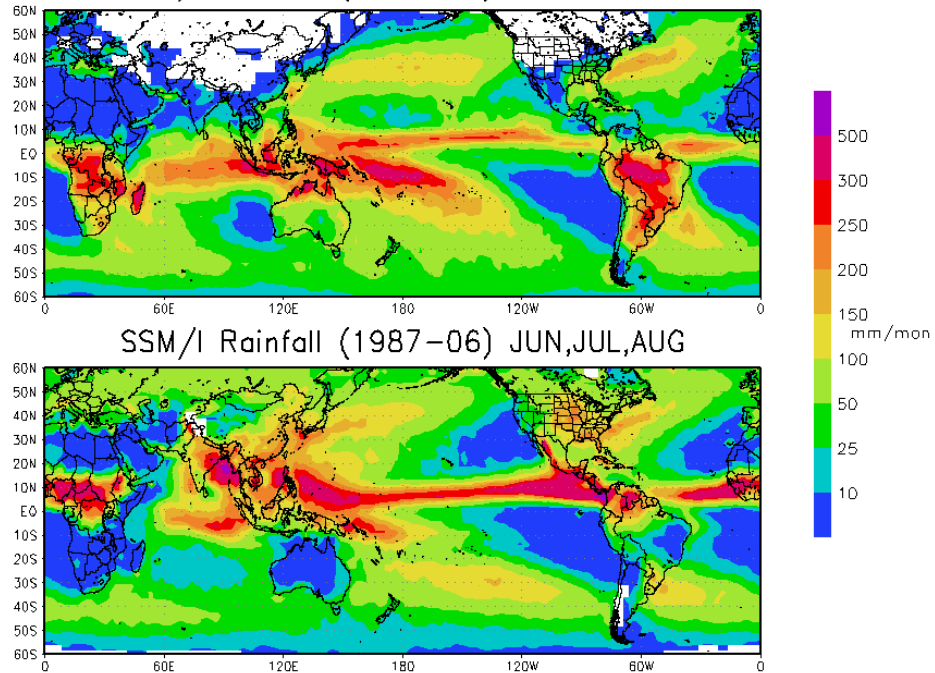 60N
50N
40N
30N
20N
10N
EQ
10S
20S
30S
40S
50S
60S
0 60E 120E 180 120W 60W 0
SSM/I Rainfall (1987-06) JUN,JUL,AUG
60N
50N
40N
30N
20N
10N
EQ
10S
20S
30S
40S
50S
60S
0 60E 120E 180 120W 60W 0
500
300
250
200
150
mm/mon
100
50
25
10